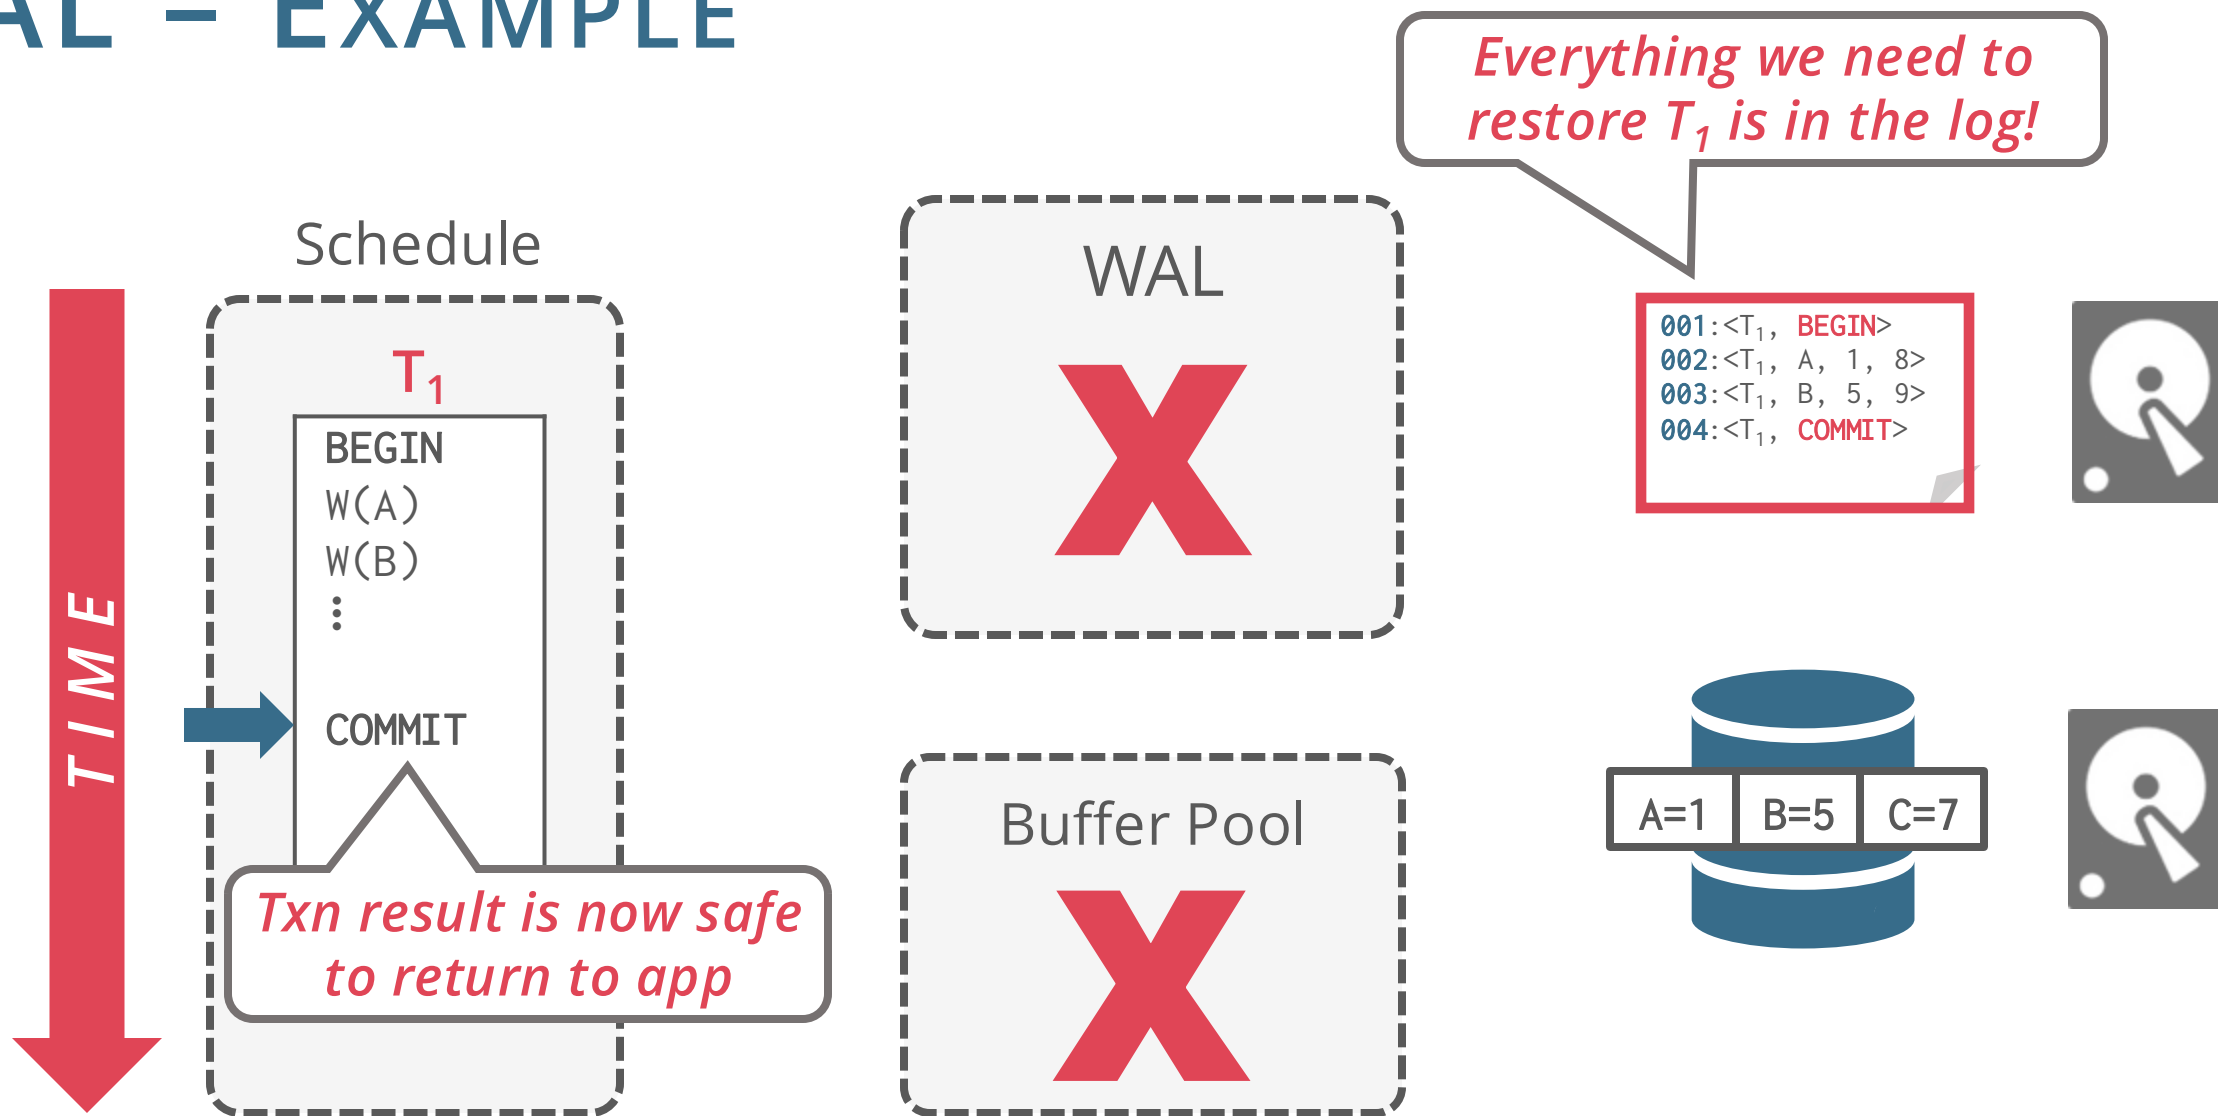 AL – EXAMPLE
Everything we need to
restore T₁ is in the log!
Schedule
TIME
T₁
BEGIN
W(A)
W(B)
⋮
COMMIT
Txn result is now safe
to return to app
WAL
X
001:<T₁, BEGIN>
002:<T₁, A, 1, 8>
003:<T₁, B, 5, 9>
004:<T₁, COMMIT>
Buffer Pool
X
A=1 B=5 C=7